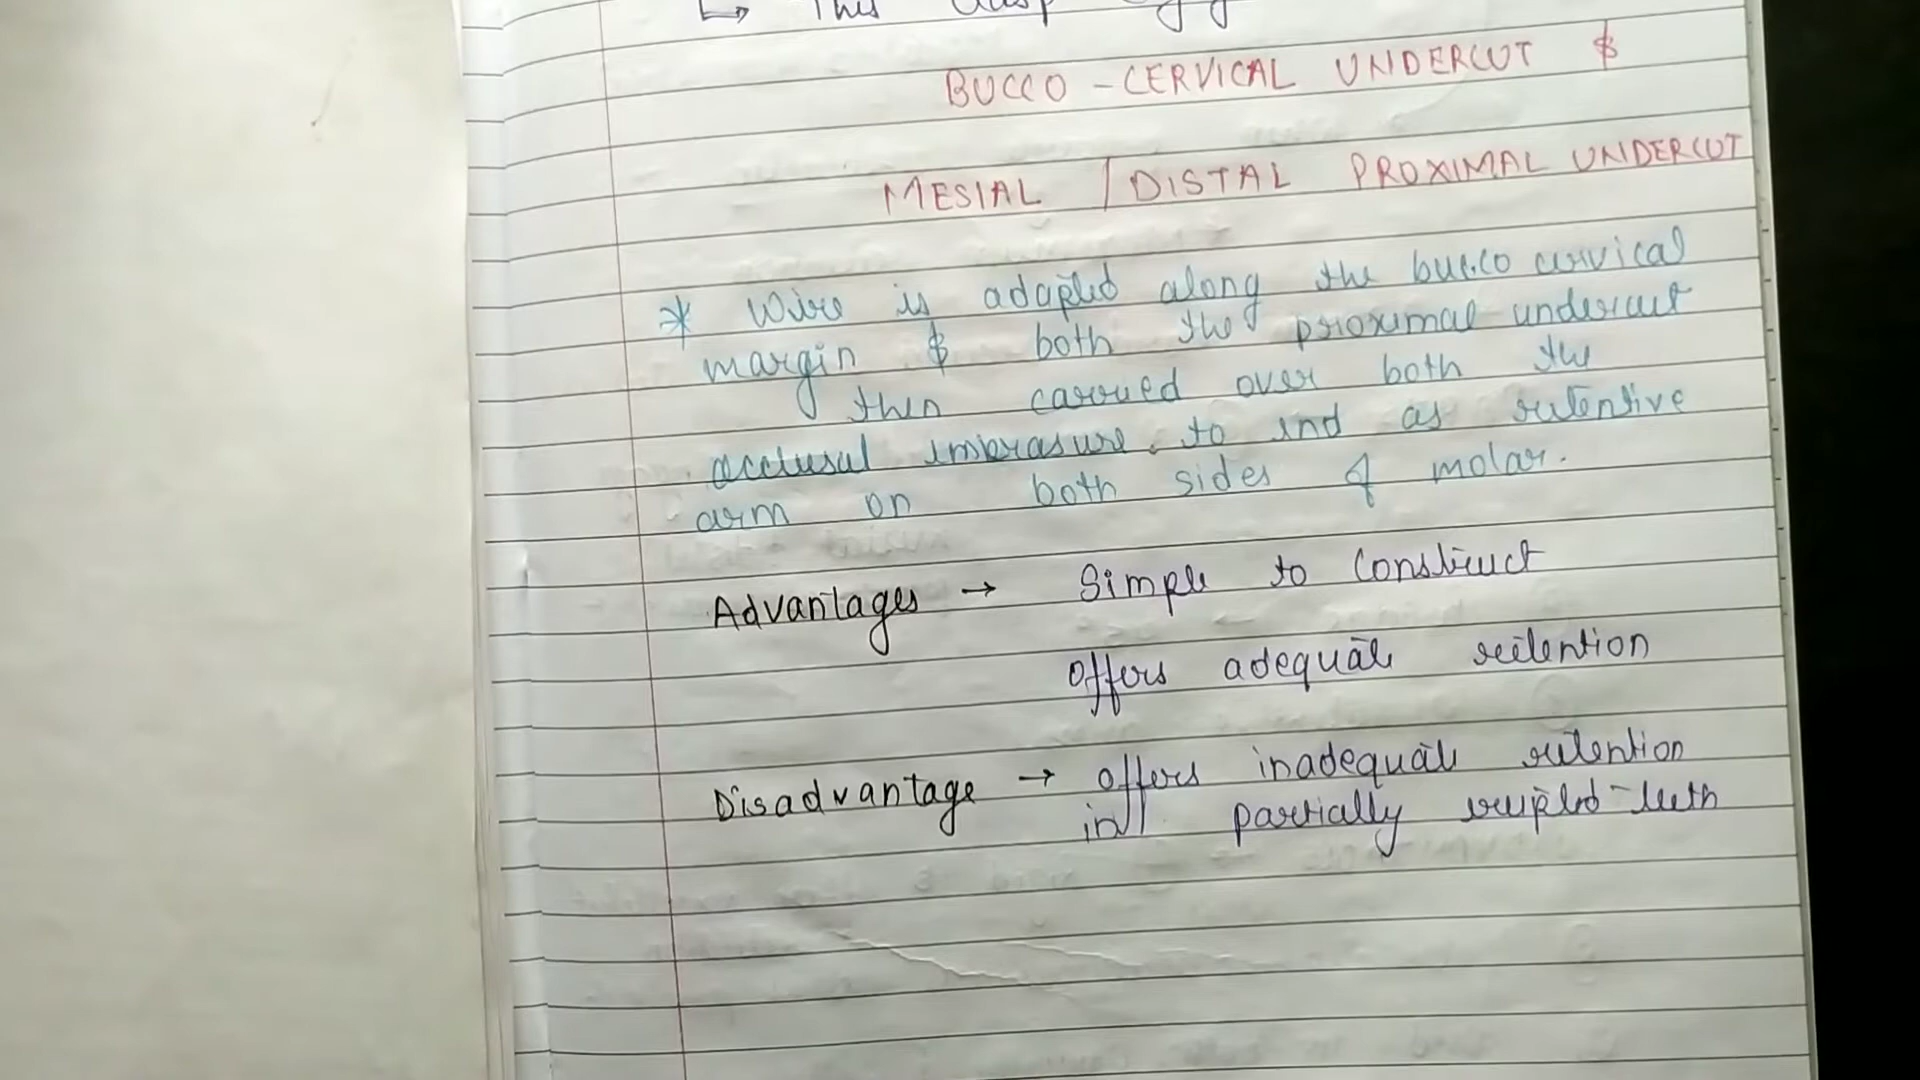 ↳ This clasp
BUCCO - CERVICAL UNDERCUT &
MESIAL / DISTAL PROXIMAL UNDERCUT
* Wire is adapted along the bucco cervical
margin & both the proximal undercut
then carried over both the
occlusal embrasure to end as retentive
arm on both sides of molar.
Advantages → Simple to construct
offers adequate retention
Disadvantage → offers inadequate retention
in partially erupted teeth